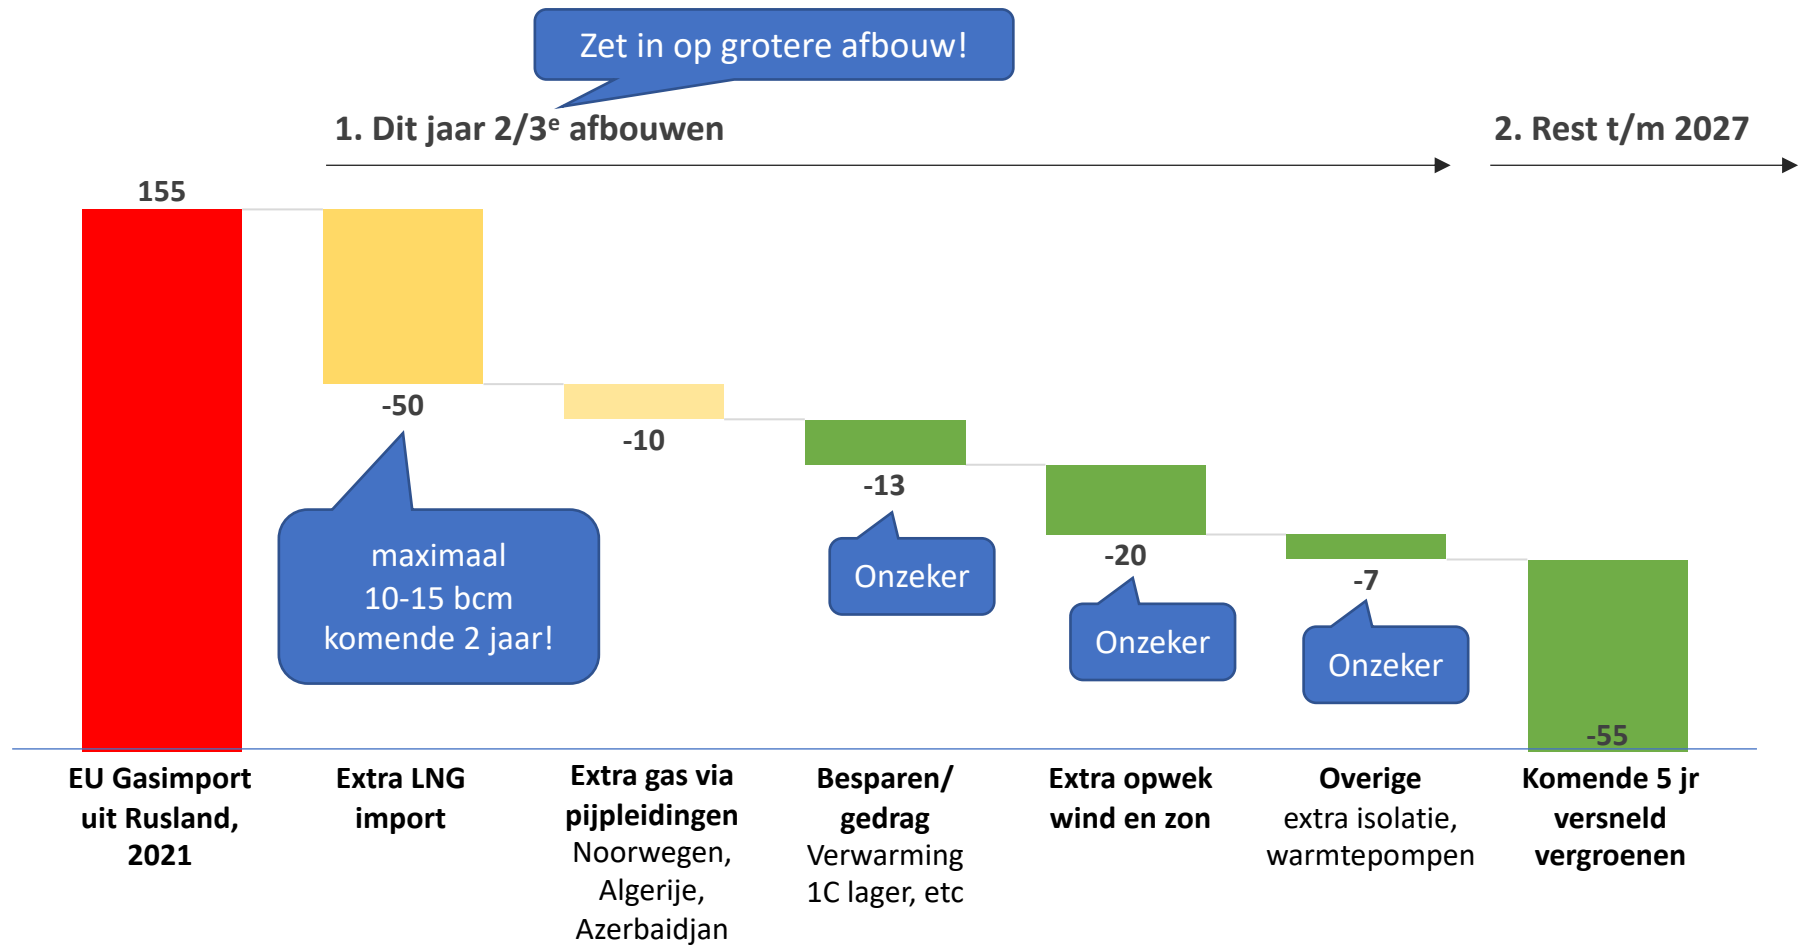 Zet in op grotere afbouw!
1. Dit jaar 2/3e afbouwen
2. Rest t/m 2027
155
-50
-10
-13
-20
-7
-55
maximaal
10-15 bcm
komende 2 jaar!
Onzeker
Onzeker
Onzeker
EU Gasimport
uit Rusland,
2021
Extra LNG
import
Extra gas via
pijpleidingen
Noorwegen,
Algerije,
Azerbaidjan
Besparen/
gedrag
Verwarming
1C lager, etc
Extra opwek
wind en zon
Overige
extra isolatie,
warmtepompen
Komende 5 jr
versneld
vergroenen